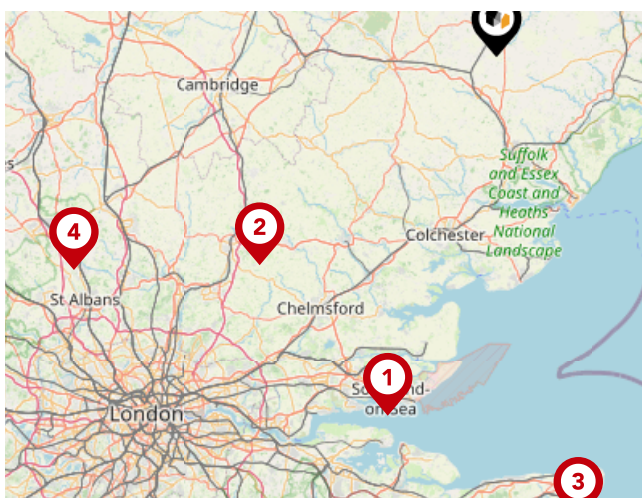 Cambridge
Suffolk
and Essex
Coast and
Heaths
National
Landscape
2
4
Colchester
St Albans
Chelmsford
1
on-Sea
London
3